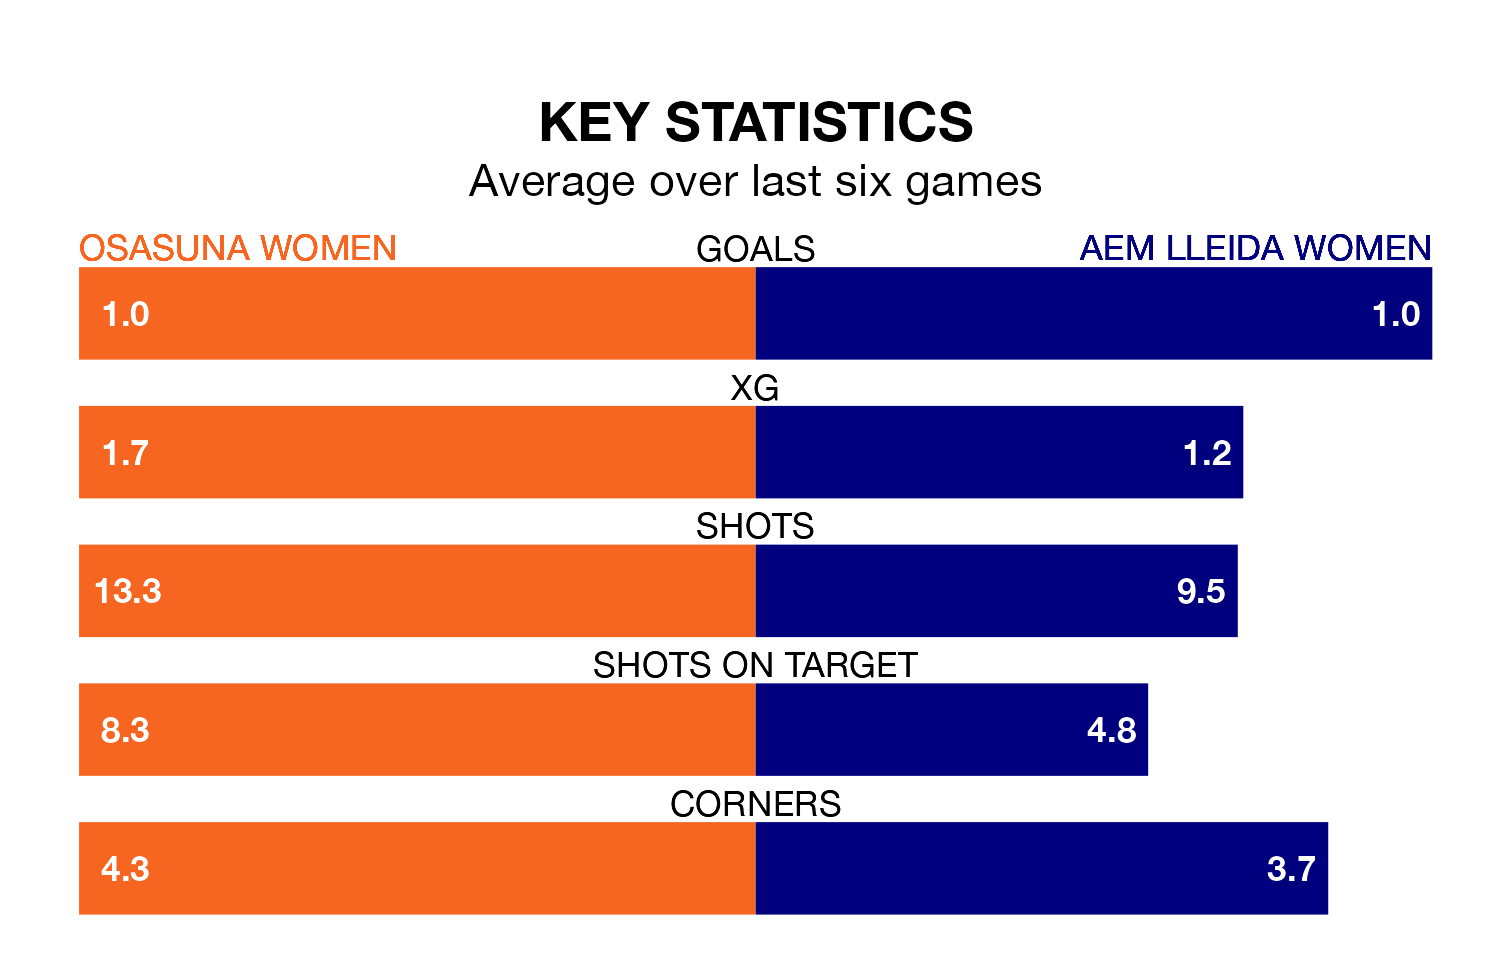 KEY STATISTICS
Average over last six games
OSASUNA WOMEN GOALS AEM LLEIDA WOMEN
1.0 1.0
XG
1.7 1.2
SHOTS
13.3 9.5
SHOTS ON TARGET
8.3 4.8
CORNERS
4.3 3.7